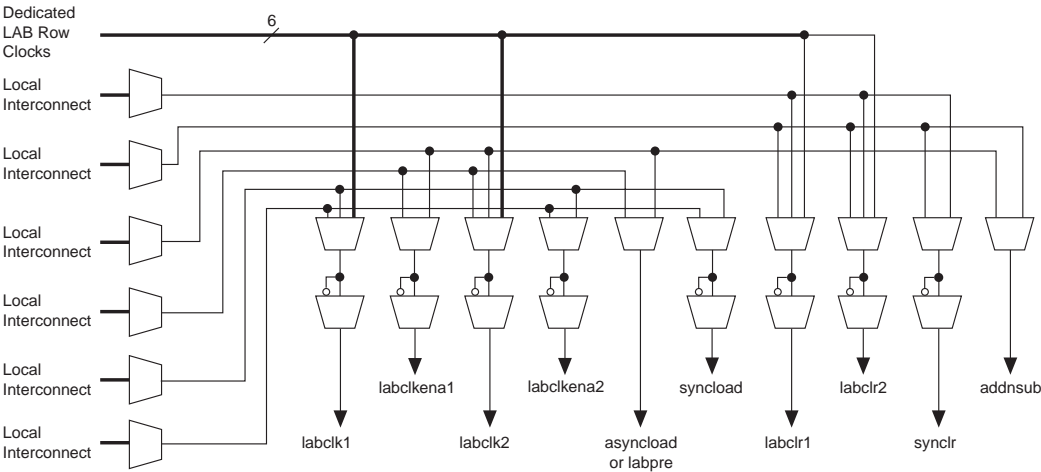 Dedicated
LAB Row
Clocks
6
Local
Interconnect
Local
Interconnect
Local
Interconnect
Local
Interconnect
Local
Interconnect
Local
Interconnect
labclkena1
labclkena2
syncload
labclr2
addnsub
labclk1
labclk2
asyncload
or labpre
labclr1
synclr